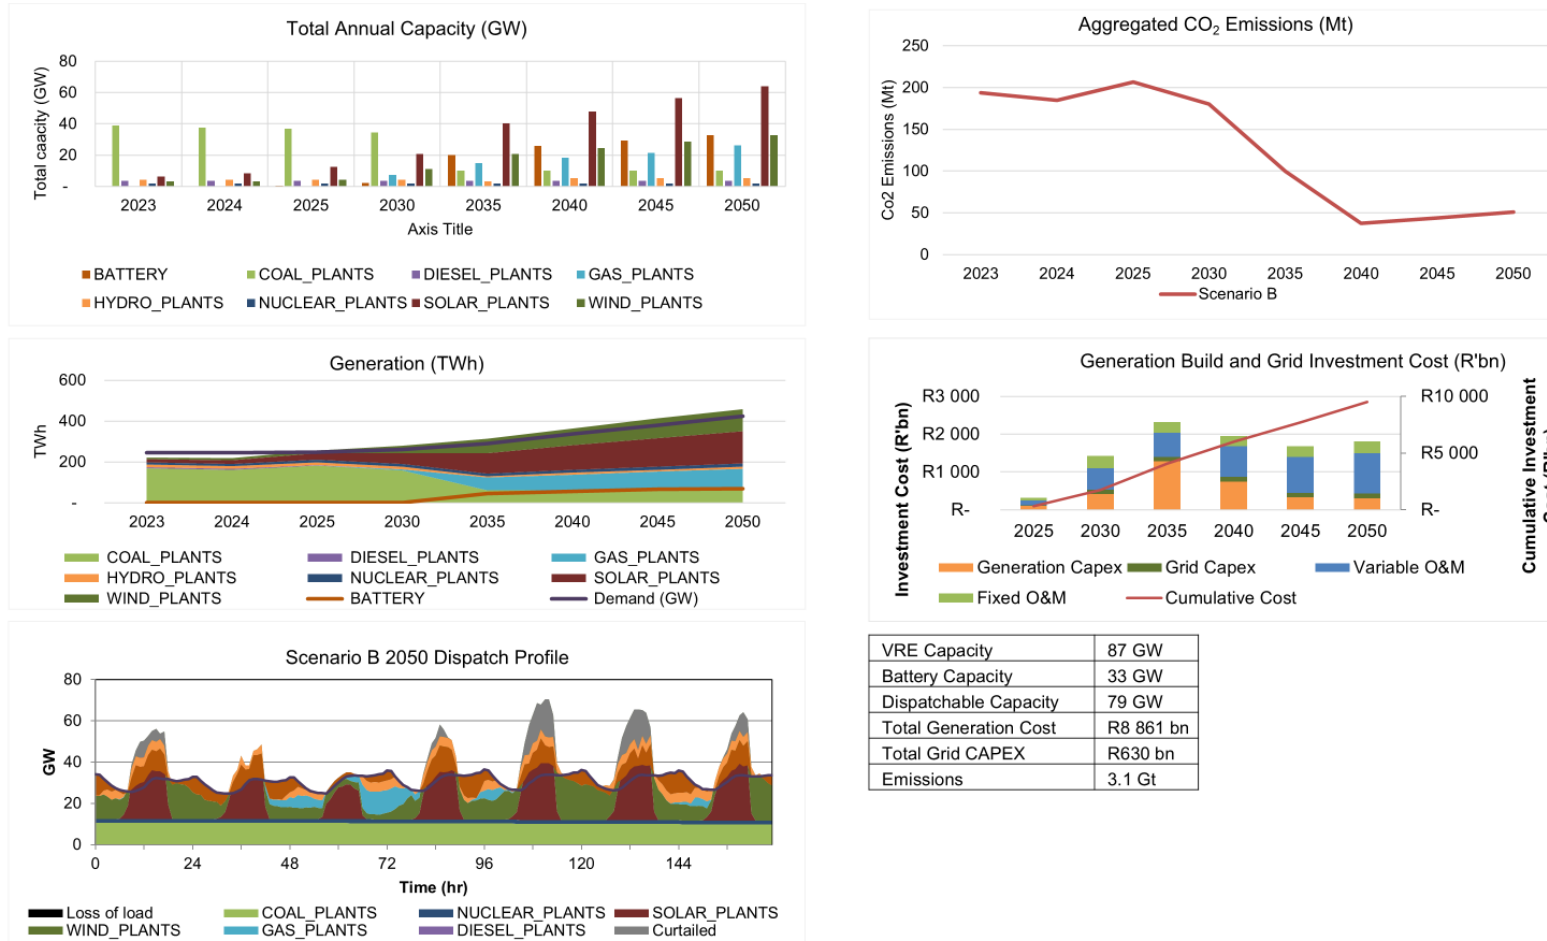 Total Annual Capacity (GW)
Total caacity (GW)
80
60
40
20
-
2023 2024 2025 2030 2035 2040 2045 2050
Axis Title
BATTERY COAL_PLANTS DIESEL_PLANTS GAS_PLANTS
HYDRO_PLANTS NUCLEAR_PLANTS SOLAR_PLANTS WIND_PLANTS
Aggregated CO2 Emissions (Mt)
Co2 Emissions (Mt)
250
200
150
100
50
0
2023 2024 2025 2030 2035 2040 2045 2050
Scenario B
Generation (TWh)
TWh
600
400
200
-
2023 2024 2025 2030 2035 2040 2045 2050
COAL_PLANTS DIESEL_PLANTS GAS_PLANTS
HYDRO_PLANTS NUCLEAR_PLANTS SOLAR_PLANTS
WIND_PLANTS BATTERY Demand (GW)
Generation Build and Grid Investment Cost (R'bn)
Investment Cost (R'bn)
R3 000
R2 000
R1 000
R-
R10 000
R5 000
R-
Cumulative Investment
2025 2030 2035 2040 2045 2050
Generation Capex Grid Capex Variable O&M
Fixed O&M Cumulative Cost
Scenario B 2050 Dispatch Profile
GW
80
60
40
20
0
0 24 48 72 96 120 144
Time (hr)
Loss of load COAL_PLANTS NUCLEAR_PLANTS SOLAR_PLANTS
WIND_PLANTS GAS_PLANTS DIESEL_PLANTS Curtailed
VRE Capacity 87 GW
Battery Capacity 33 GW
Dispatchable Capacity 79 GW
Total Generation Cost R8 861 bn
Total Grid CAPEX R630 bn
Emissions 3.1 Gt